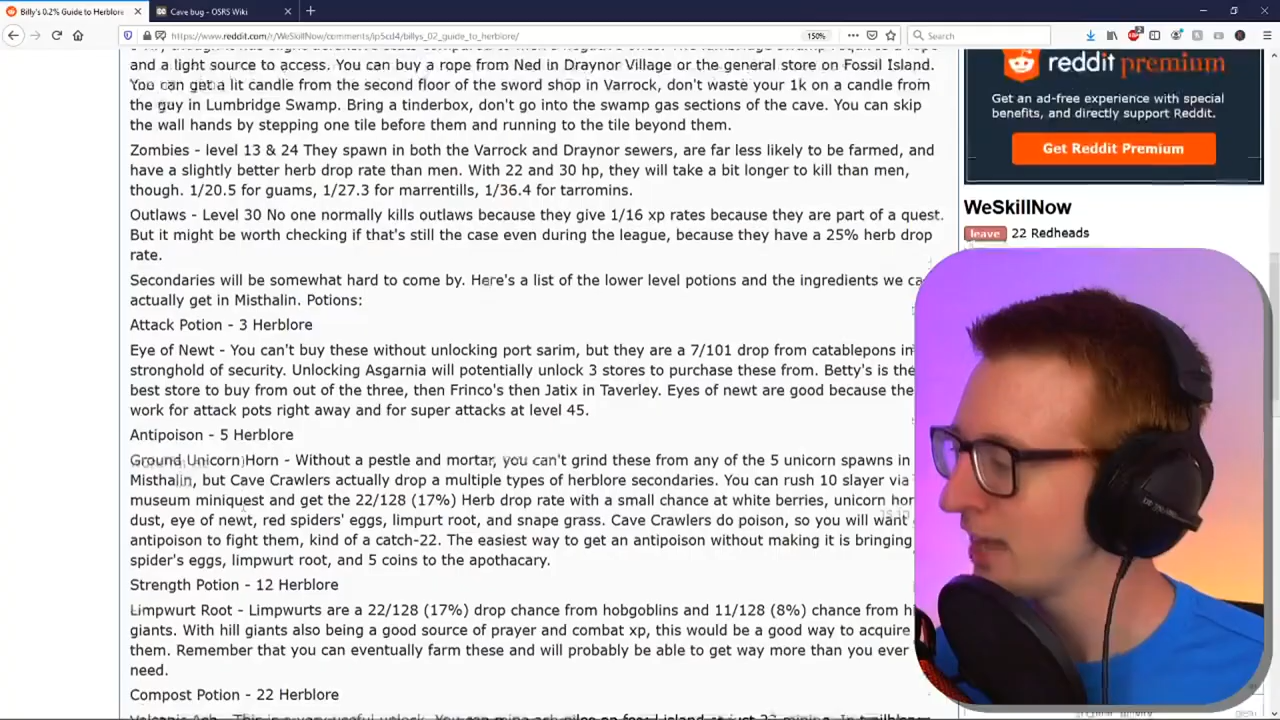 Billy's 0.2% Guide to Herblore
Cave bug - OSRS Wiki
https://www.reddit.com/r/WeSkillNow/comments/ip5cd4/billys_02_guide_to_herblore/
150%
Search
and a light source to access. You can buy a rope from Ned in Draynor Village or the general store on Fossil Island.
You can get a lit candle from the second floor of the sword shop in Varrock, don't waste your 1k on a candle from
the guy in Lumbridge Swamp. Bring a tinderbox, don't go into the swamp gas sections of the cave. You can skip
the wall hands by stepping one tile before them and running to the tile beyond them.
Zombies - level 13 & 24 They spawn in both the Varrock and Draynor sewers, are far less likely to be farmed, and
have a slightly better herb drop rate than men. With 22 and 30 hp, they will take a bit longer to kill than men,
though. 1/20.5 for guams, 1/27.3 for marrentills, 1/36.4 for tarromins.
Outlaws - Level 30 No one normally kills outlaws because they give 1/16 xp rates because they are part of a quest.
But it might be worth checking if that's still the case even during the league, because they have a 25% herb drop
rate.
Secondaries will be somewhat hard to come by. Here's a list of the lower level potions and the ingredients we ca
actually get in Misthalin. Potions:
Attack Potion - 3 Herblore
Eye of Newt - You can't buy these without unlocking port sarim, but they are a 7/101 drop from catablepons in
stronghold of security. Unlocking Asgarnia will potentially unlock 3 stores to purchase these from. Betty's is the
best store to buy from out of the three, then Frinco's then Jatix in Taverley. Eyes of newt are good because the
work for attack pots right away and for super attacks at level 45.
Antipoison - 5 Herblore
Ground Unicorn Horn - Without a pestle and mortar, you can't grind these from any of the 5 unicorn spawns in
Misthalin, but Cave Crawlers actually drop a multiple types of herblore secondaries. You can rush 10 slayer via
museum miniquest and get the 22/128 (17%) Herb drop rate with a small chance at white berries, unicorn hor
dust, eye of newt, red spiders' eggs, limpurt root, and snape grass. Cave Crawlers do poison, so you will want
antipoison to fight them, kind of a catch-22. The easiest way to get an antipoison without making it is bringing
spider's eggs, limpwurt root, and 5 coins to the apothecary.
Strength Potion - 12 Herblore
Limpwurt Root - Limpwurts are a 22/128 (17%) drop chance from hobgoblins and 11/128 (8%) chance from h
giants. With hill giants also being a good source of prayer and combat xp, this would be a good way to acquire
them. Remember that you can eventually farm these and will probably be able to get way more than you ever
need.
Compost Potion - 22 Herblore
reddit premium
Get an ad-free experience with special
benefits, and directly support Reddit.
Get Reddit Premium
WeSkillNow
leave 22 Redheads